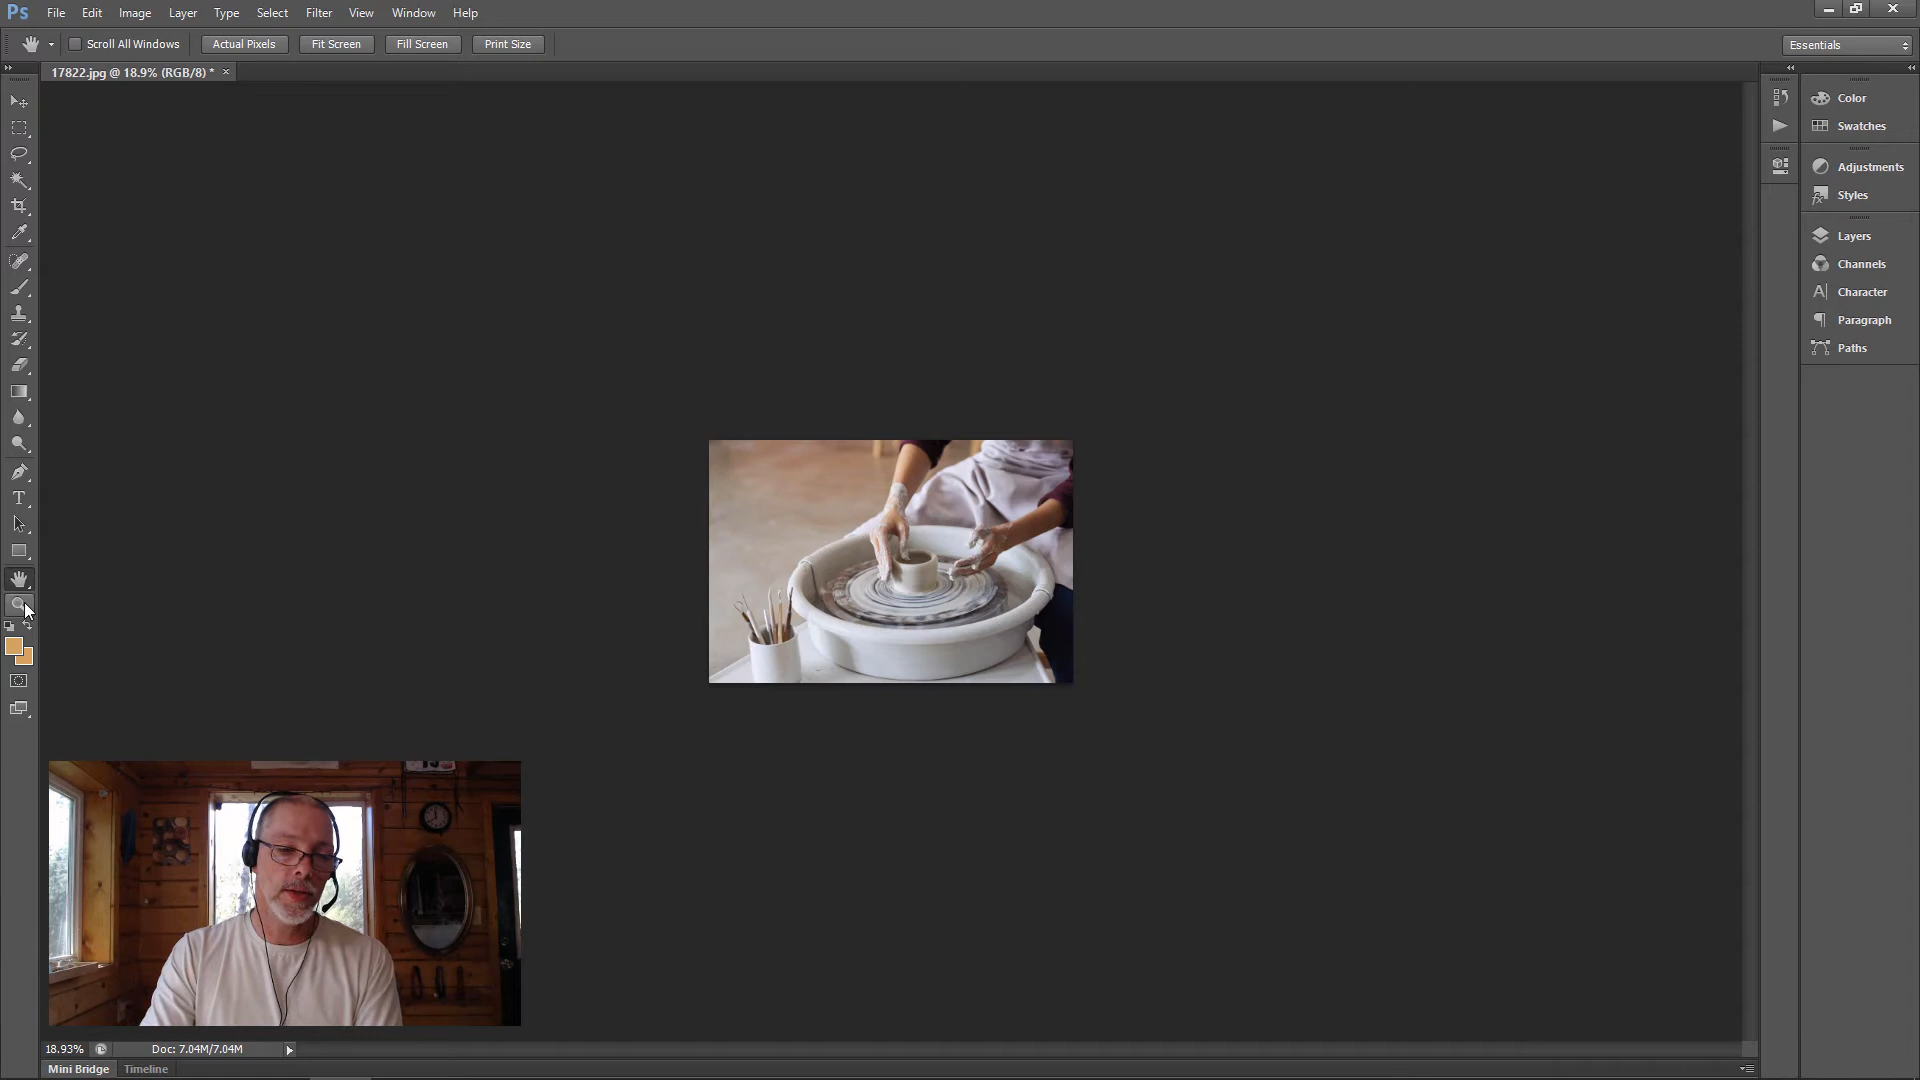 Ps File Edit Image Layer Type Select Filter View Window Help
Scroll All Windows Actual Pixels Fit Screen Fill Screen Print Size Essentials
17822.jpg @ 18.9% (RGB/8) * ×
Color
Swatches
Adjustments
Styles
Layers
Channels
Character
Paragraph
Paths
18.93% Doc: 7.04M/7.04M
Mini Bridge Timeline